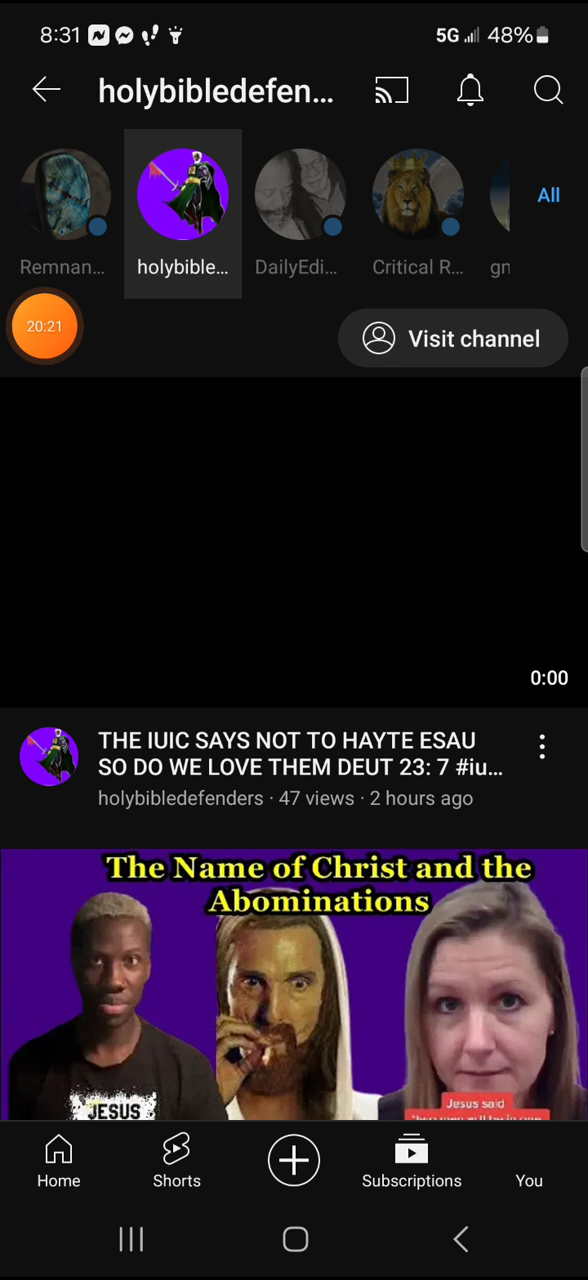 8:31
5G 48%
holybibledefen...
All
Remnan...
holybible...
DailyEdi...
Critical R...
gn
20:21
Visit channel
0:00
THE IUIC SAYS NOT TO HAYTE ESAU
SO DO WE LOVE THEM DEUT 23: 7 #iu...
holybibledefenders · 47 views · 2 hours ago
The Name of Christ and the
Abominations
JESUS
Jesus said
Home
Shorts
Subscriptions
You